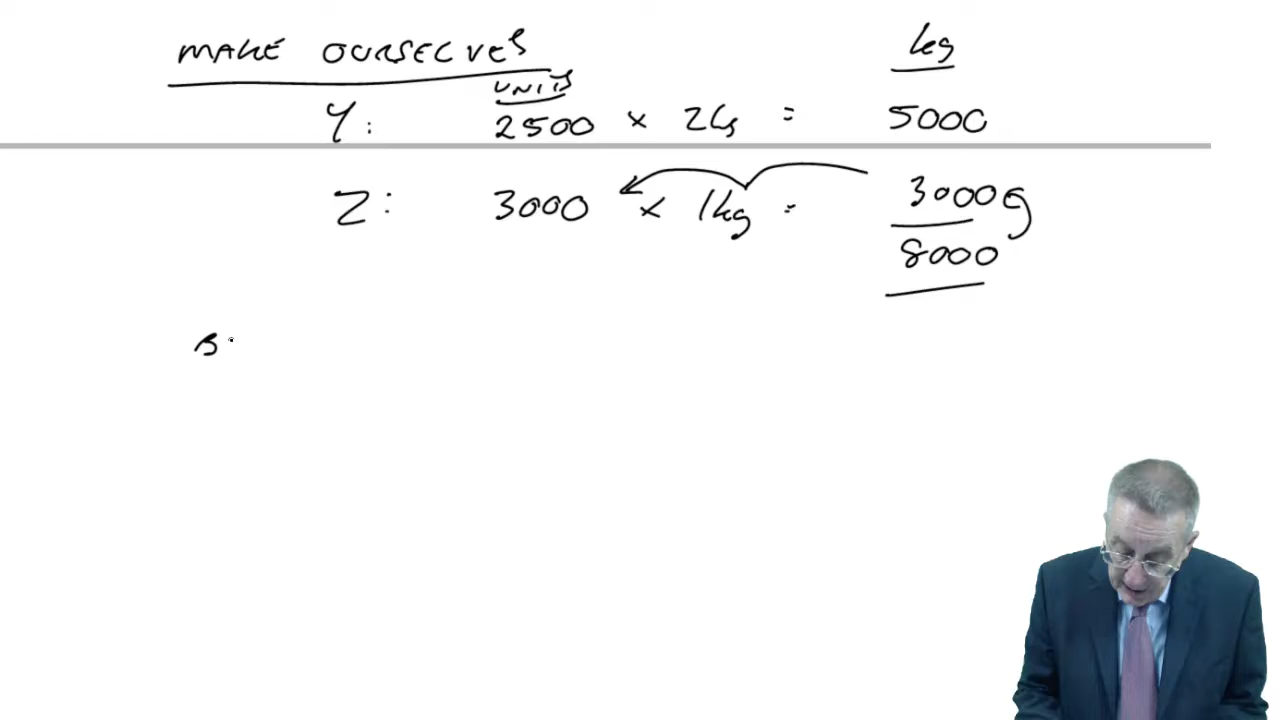 MAKE OURSELVES kg
UNITS
Y: 2500 x 2kg = 5000
Z: 3000 x 1kg = 3000
8000